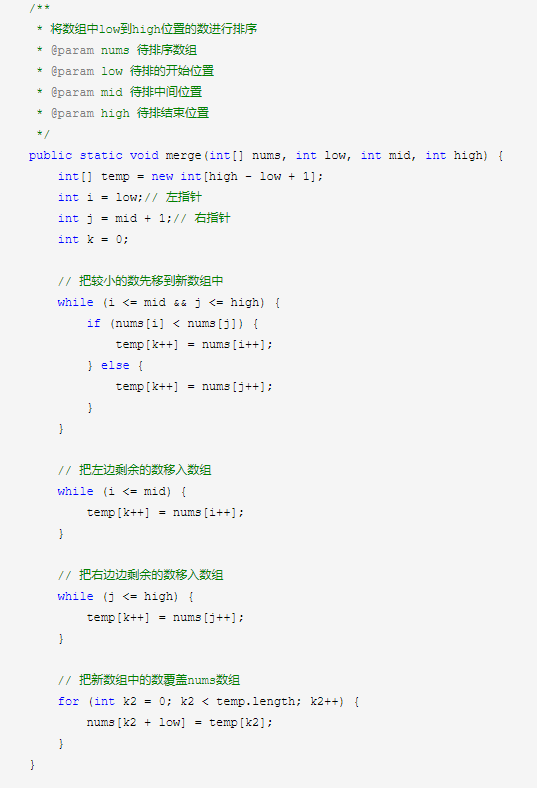 /**
 * 将数组中low到high位置的数进行排序
 * @param nums 待排序数组
 * @param low 待排的开始位置
 * @param mid 待排中间位置
 * @param high 待排结束位置
 */
public static void merge(int[] nums, int low, int mid, int high) {
    int[] temp = new int[high - low + 1];
    int i = low;// 左指针
    int j = mid + 1;// 右指针
    int k = 0;

    // 把较小的数先移到新数组中
    while (i <= mid && j <= high) {
        if (nums[i] < nums[j]) {
            temp[k++] = nums[i++];
        } else {
            temp[k++] = nums[j++];
        }
    }

    // 把左边剩余的数移入数组
    while (i <= mid) {
        temp[k++] = nums[i++];
    }

    // 把右边边剩余的数移入数组
    while (j <= high) {
        temp[k++] = nums[j++];
    }

    // 把新数组中的数覆盖nums数组
    for (int k2 = 0; k2 < temp.length; k2++) {
        nums[k2 + low] = temp[k2];
    }
}